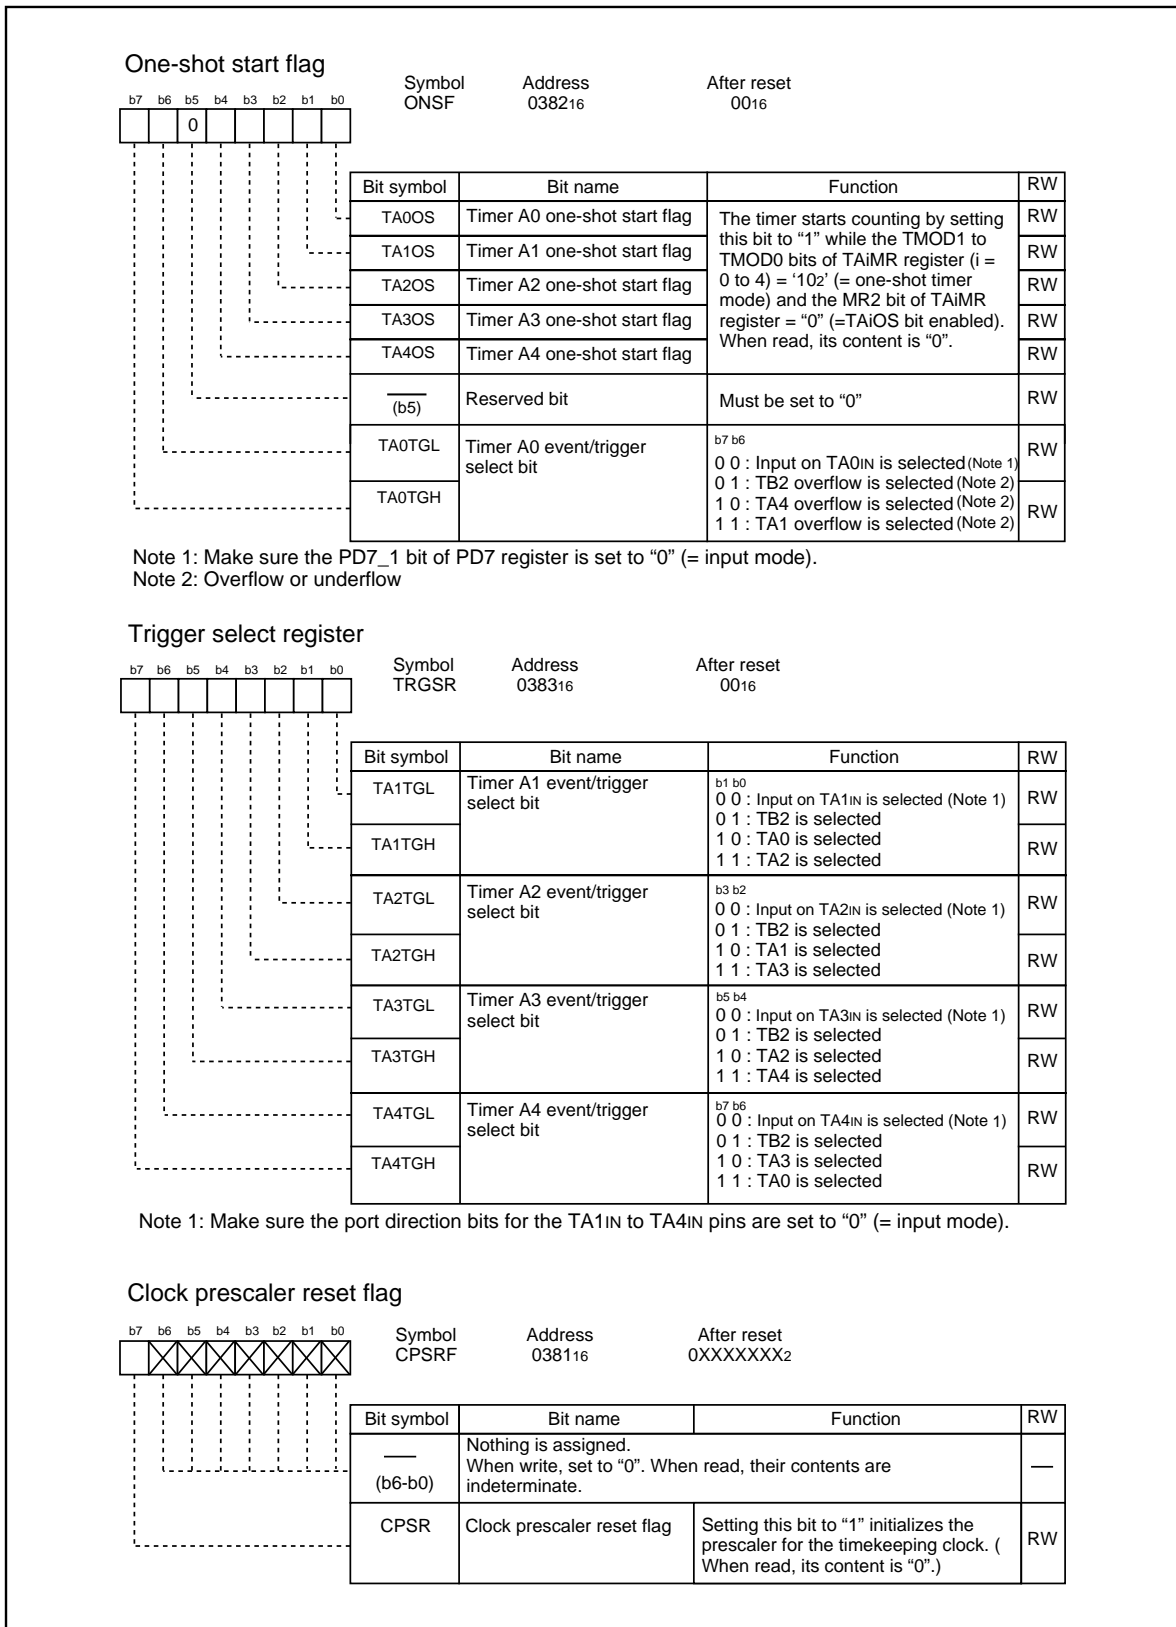 One-shot start flag
Symbol Address After reset
ONSF 038216 0016
b7 b6 b5 b4 b3 b2 b1 b0
0
Bit symbol Bit name Function RW
TA0OS Timer A0 one-shot start flag RW
TA1OS Timer A1 one-shot start flag RW
TA2OS Timer A2 one-shot start flag RW
TA3OS Timer A3 one-shot start flag RW
TA4OS Timer A4 one-shot start flag RW
The timer starts counting by setting
this bit to “1” while the TMOD1 to
TMOD0 bits of TAiMR register (i =
0 to 4) = ‘102’ (= one-shot timer
mode) and the MR2 bit of TAiMR
register = “0” (=TAiOS bit enabled).
When read, its content is “0”.
(b5) Reserved bit Must be set to “0” RW
TA0TGL Timer A0 event/trigger
select bit
RW
TA0TGH RW
b7 b6
0 0 : Input on TA0IN is selected (Note 1)
0 1 : TB2 overflow is selected (Note 2)
1 0 : TA4 overflow is selected (Note 2)
1 1 : TA1 overflow is selected (Note 2)
Note 1: Make sure the PD7_1 bit of PD7 register is set to “0” (= input mode).
Note 2: Overflow or underflow
Trigger select register
Symbol Address After reset
TRGSR 038316 0016
b7 b6 b5 b4 b3 b2 b1 b0
Bit symbol Bit name Function RW
TA1TGL Timer A1 event/trigger
select bit
RW
TA1TGH RW
b1 b0
0 0 : Input on TA1IN is selected (Note 1)
0 1 : TB2 is selected
1 0 : TA0 is selected
1 1 : TA2 is selected
TA2TGL Timer A2 event/trigger
select bit
RW
TA2TGH RW
b3 b2
0 0 : Input on TA2IN is selected (Note 1)
0 1 : TB2 is selected
1 0 : TA1 is selected
1 1 : TA3 is selected
TA3TGL Timer A3 event/trigger
select bit
RW
TA3TGH RW
b5 b4
0 0 : Input on TA3IN is selected (Note 1)
0 1 : TB2 is selected
1 0 : TA2 is selected
1 1 : TA4 is selected
TA4TGL Timer A4 event/trigger
select bit
RW
TA4TGH RW
b7 b6
0 0 : Input on TA4IN is selected (Note 1)
0 1 : TB2 is selected
1 0 : TA3 is selected
1 1 : TA0 is selected
Note 1: Make sure the port direction bits for the TA1IN to TA4IN pins are set to “0” (= input mode).
Clock prescaler reset flag
Symbol Address After reset
CPSRF 038116 0XXXXXXX2
b7 b6 b5 b4 b3 b2 b1 b0
Bit symbol Bit name Function RW
(b6-b0)
Nothing is assigned.
When write, set to “0”. When read, their contents are
indeterminate.
—
CPSR Clock prescaler reset flag
Setting this bit to “1” initializes the
prescaler for the timekeeping clock. (
When read, its content is “0”.)
RW